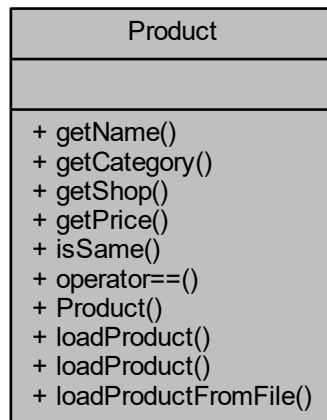 Product
+ getName()
+ getCategory()
+ getShop()
+ getPrice()
+ isSame()
+ operator==()
+ Product()
+ loadProduct()
+ loadProduct()
+ loadProductFromFile()